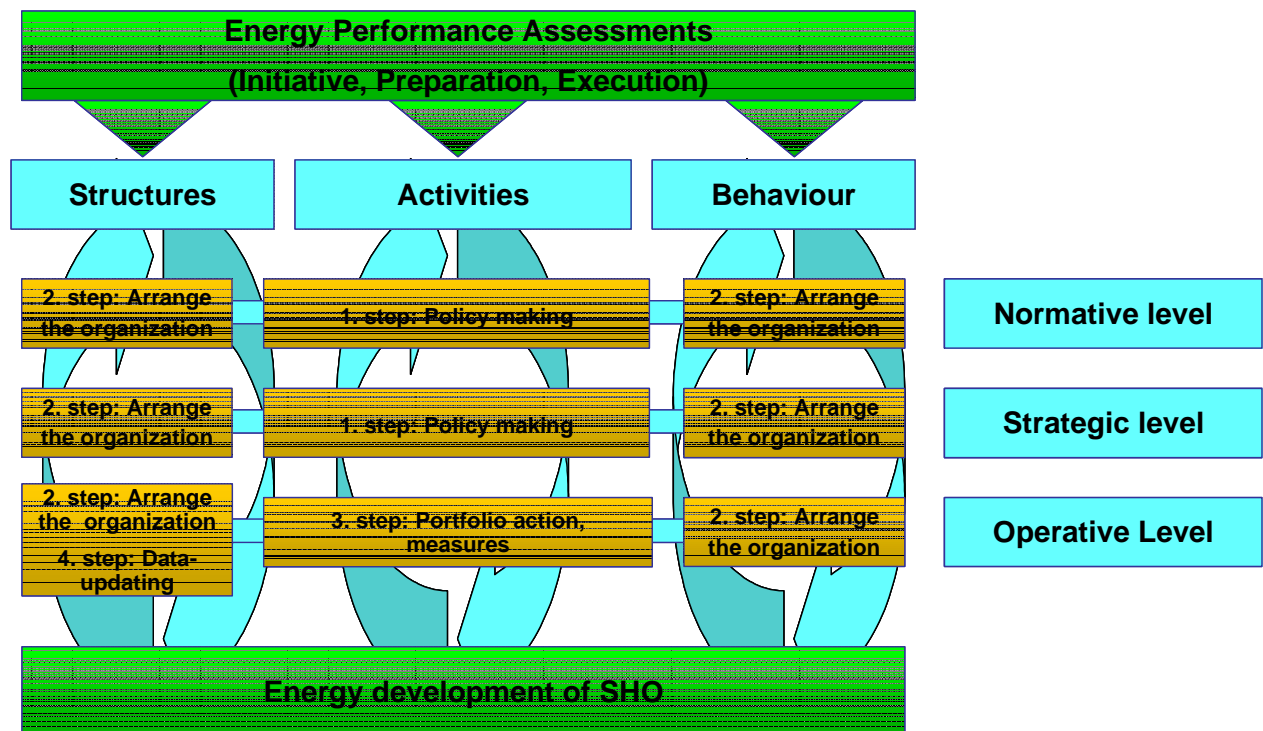 Energy Performance Assessments
(Initiative, Preparation, Execution)
Structures
Activities
Behaviour
2. step: Arrange
the organization
1. step: Policy making
2. step: Arrange
the organization
Normative level
2. step: Arrange
the organization
1. step: Policy making
2. step: Arrange
the organization
Strategic level
2. step: Arrange
the organization
4. step: Data-
updating
3. step: Portfolio action,
measures
2. step: Arrange
the organization
Operative Level
Energy development of SHO